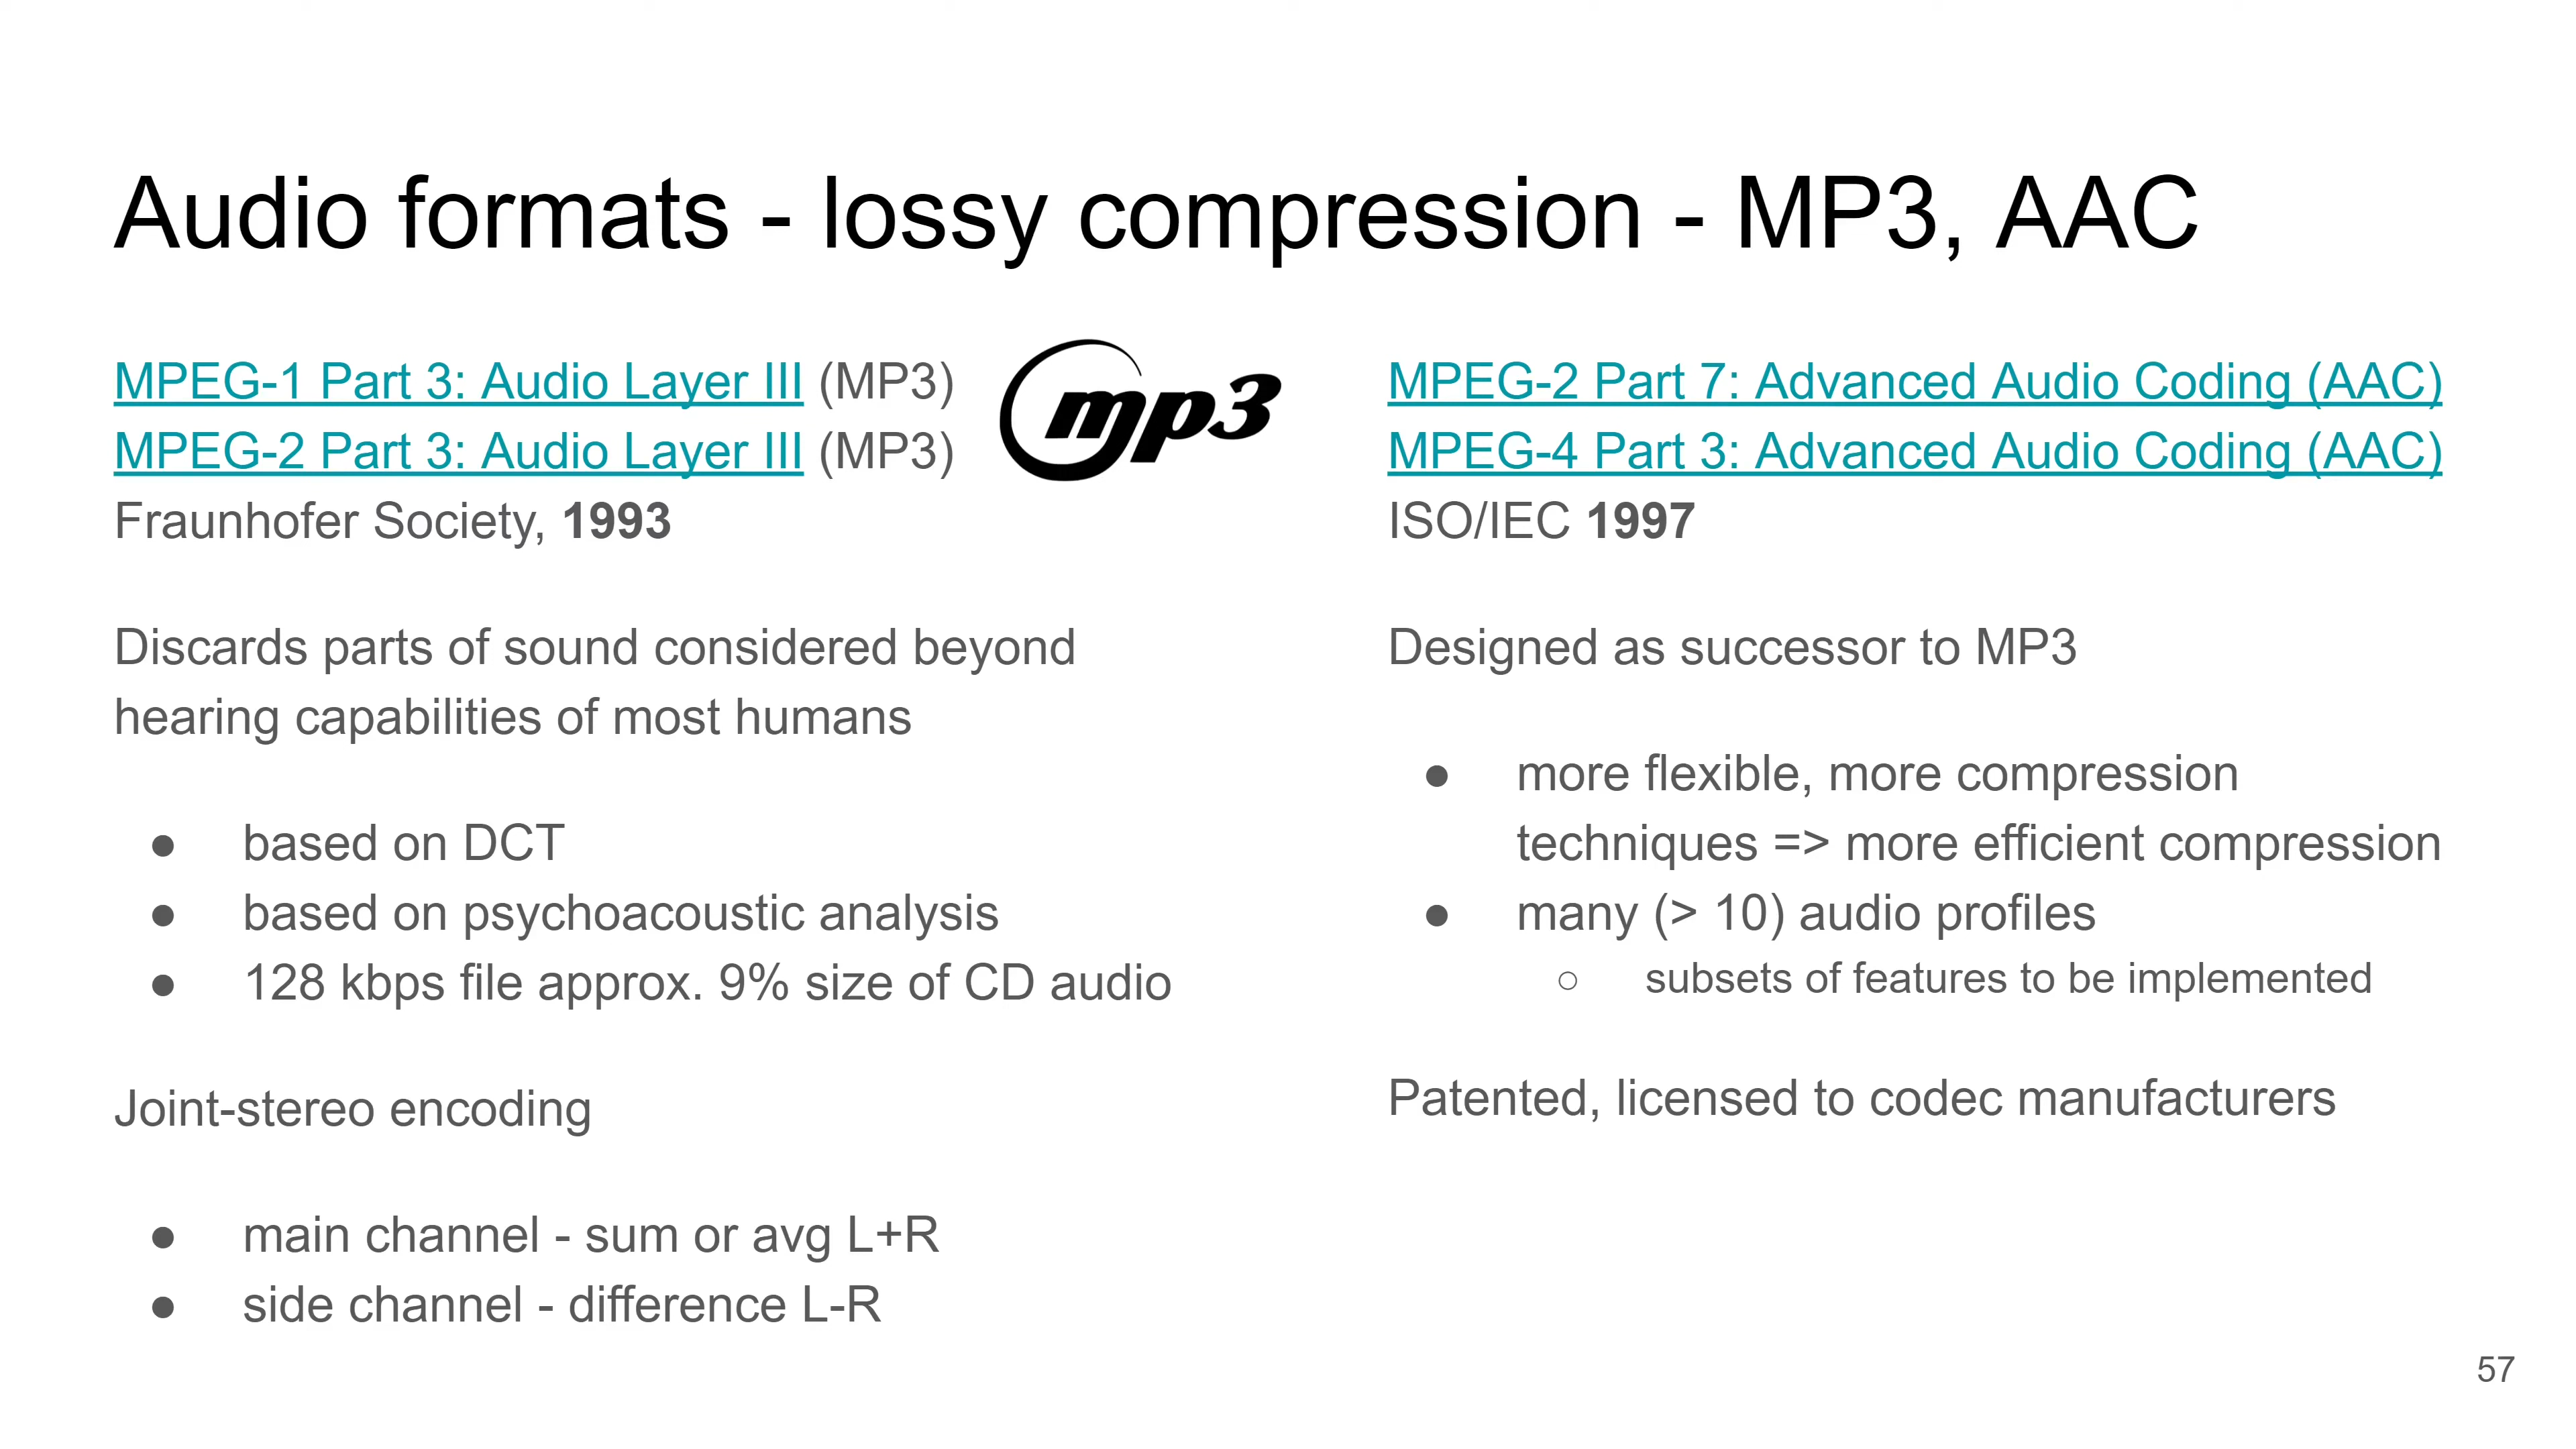 Audio formats - lossy compression - MP3, AAC
MPEG-1 Part 3: Audio Layer III (MP3)
MPEG-2 Part 3: Audio Layer III (MP3)
Fraunhofer Society, 1993
mp3
Discards parts of sound considered beyond
hearing capabilities of most humans
● based on DCT
● based on psychoacoustic analysis
● 128 kbps file approx. 9% size of CD audio
Joint-stereo encoding
● main channel - sum or avg L+R
● side channel - difference L-R
MPEG-2 Part 7: Advanced Audio Coding (AAC)
MPEG-4 Part 3: Advanced Audio Coding (AAC)
ISO/IEC 1997
Designed as successor to MP3
● more flexible, more compression
techniques => more efficient compression
● many (> 10) audio profiles
○ subsets of features to be implemented
Patented, licensed to codec manufacturers
57